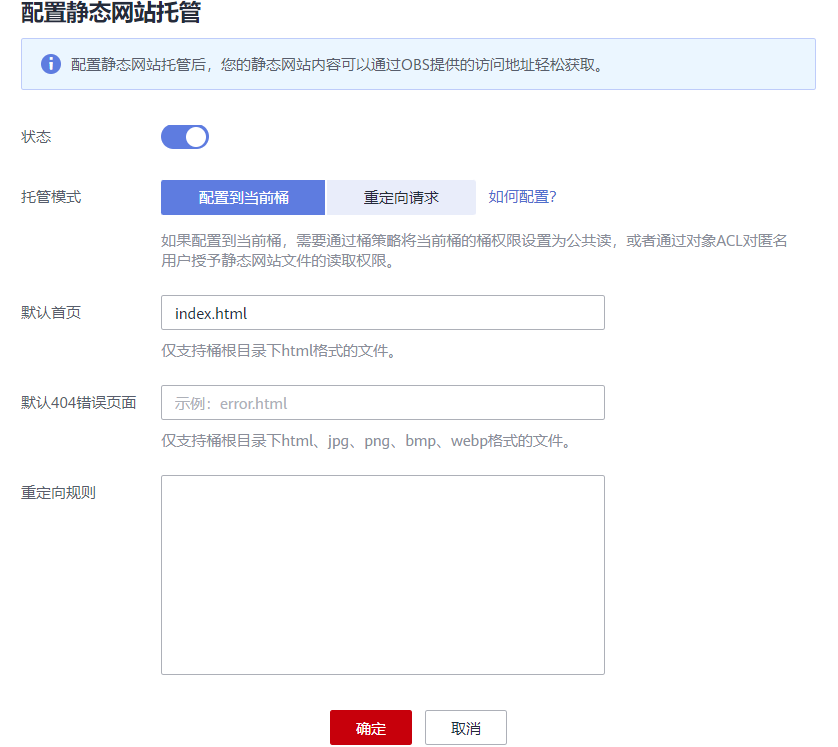 配置静态网站托管
配置静态网站托管后，您的静态网站内容可以通过OBS提供的访问地址轻松获取。
状态
托管模式 配置到当前桶 重定向请求 如何配置?
如果配置到当前桶，需要通过桶策略将当前桶的桶权限设置为公共读，或者通过对象ACL对匿名
用户授予静态网站文件的读取权限。
默认首页 index.html
仅支持桶根目录下html格式的文件。
默认404错误页面 示例：error.html
仅支持桶根目录下html、jpg、png、bmp、webp格式的文件。
重定向规则
确定 取消